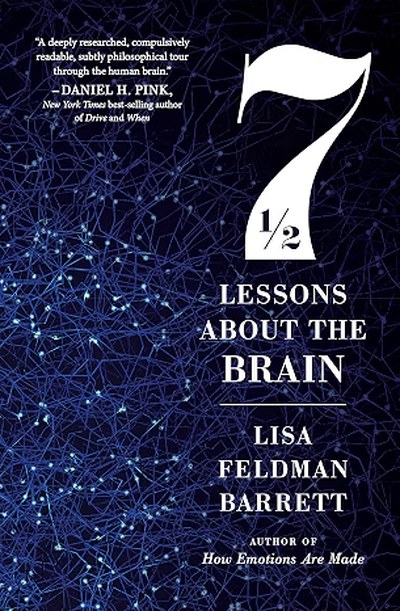 “A deeply researched, compulsively
readable, subtly philosophical tour
through the human brain.”
– DANIEL H. PINK,
New York Times best-selling author
of Drive and When
7
1/2
LESSONS
ABOUT THE
BRAIN
LISA
FELDMAN
BARRETT
AUTHOR OF
How Emotions Are Made